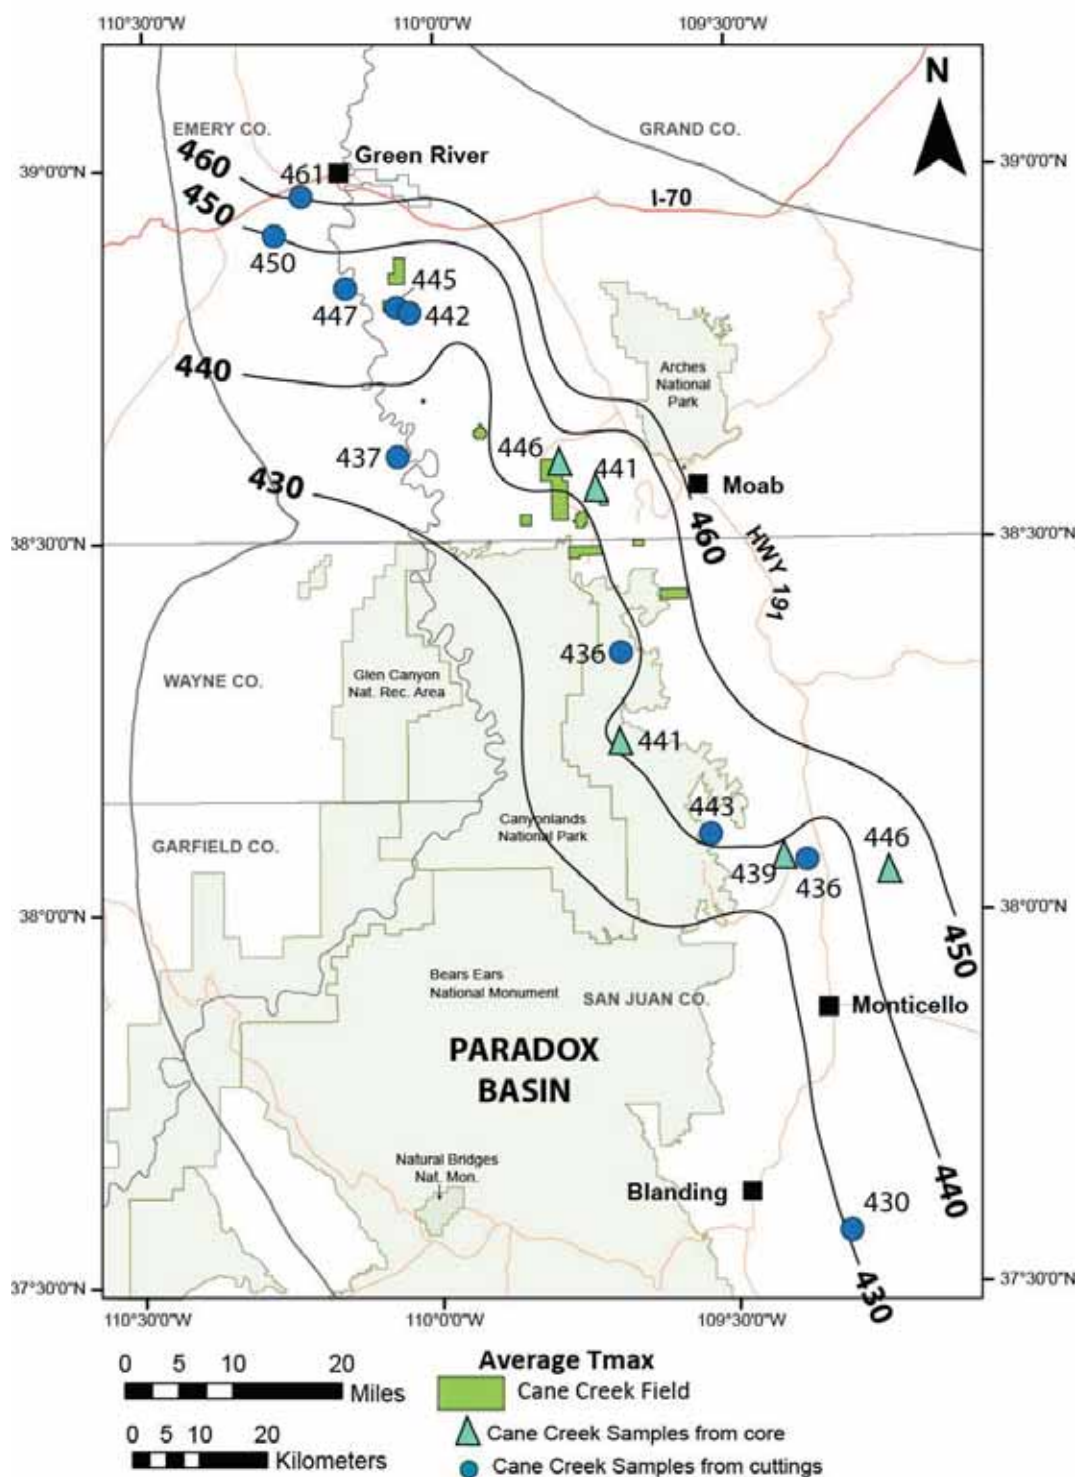 110°30'0"W
110°0'0"W
109°30'0"W
N
EMERY CO.
GRAND CO.
39°0'0"N
460
461
Green River
39°0'0"N
I-70
450
450
445
447
442
440
Arches
National
Park
446
441
437
430
Moab
460
HWY 191
38°30'0"N
38°30'0"N
436
WAYNE CO.
Glen Canyon
Nat. Rec. Area
441
443
Canyonlands
National Park
GARFIELD CO.
446
439
436
38°0'0"N
38°0'0"N
450
Bears Ears
National Monument
SAN JUAN CO.
Monticello
PARADOX
BASIN
Natural Bridges
Nat. Mon.
440
Blanding
430
37°30'0"N
37°30'0"N
430
110°30'0"W
110°0'0"W
109°30'0"W
0 5 10 20
Miles
0 5 10 20
Kilometers
Average Tmax
Cane Creek Field
Cane Creek Samples from core
Cane Creek Samples from cuttings